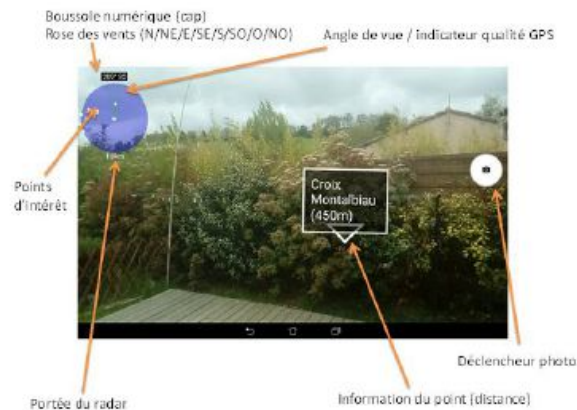 Boussole numérique (cap)
Rose des vents (N/NE/E/SE/S/SO/O/NO)
Angle de vue / indicateur qualité GPS
Points
d'intérêt
Croix
Montalbiau
(450m)
Déclencheur photo
Portée du radar
Information du point (distance)